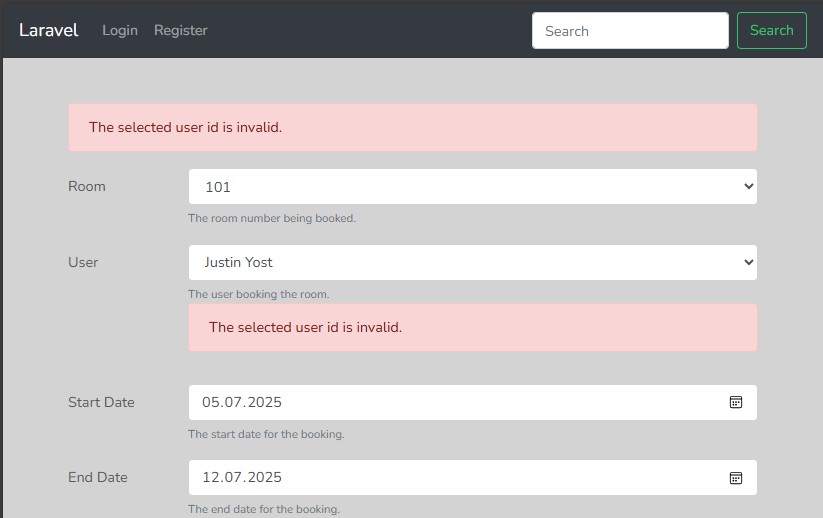 Laravel Login Register Search Search
The selected user id is invalid.
Room 101
The room number being booked.
User Justin Yost
The user booking the room.
The selected user id is invalid.
Start Date 05.07.2025
The start date for the booking.
End Date 12.07.2025
The end date for the booking.